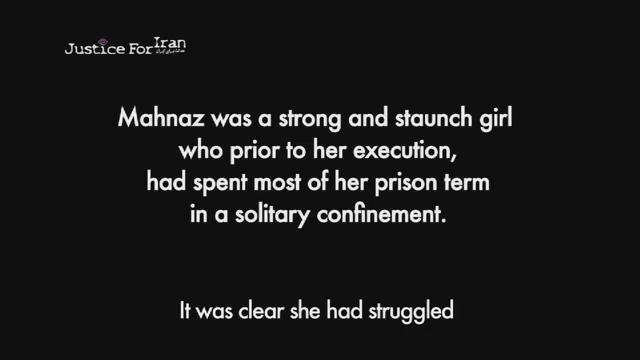 Justice For Iran
Mahnaz was a strong and staunch girl
who prior to her execution,
had spent most of her prison term
in a solitary confinement.
It was clear she had struggled